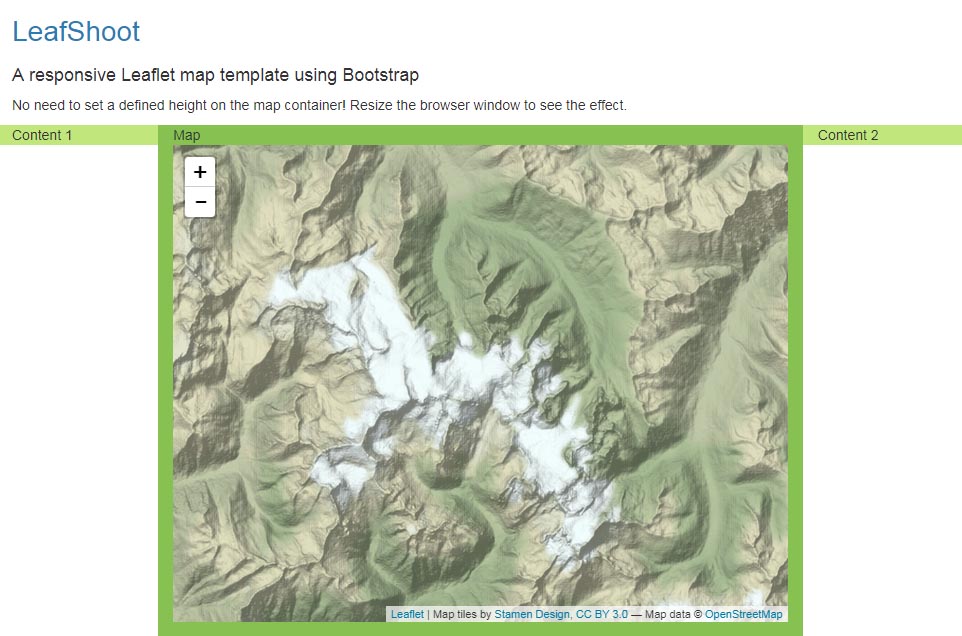 LeafShoot
A responsive Leaflet map template using Bootstrap
No need to set a defined height on the map container! Resize the browser window to see the effect.
Content 1
Map
Content 2
+
−
Leaflet | Map tiles by Stamen Design, CC BY 3.0 — Map data © OpenStreetMap